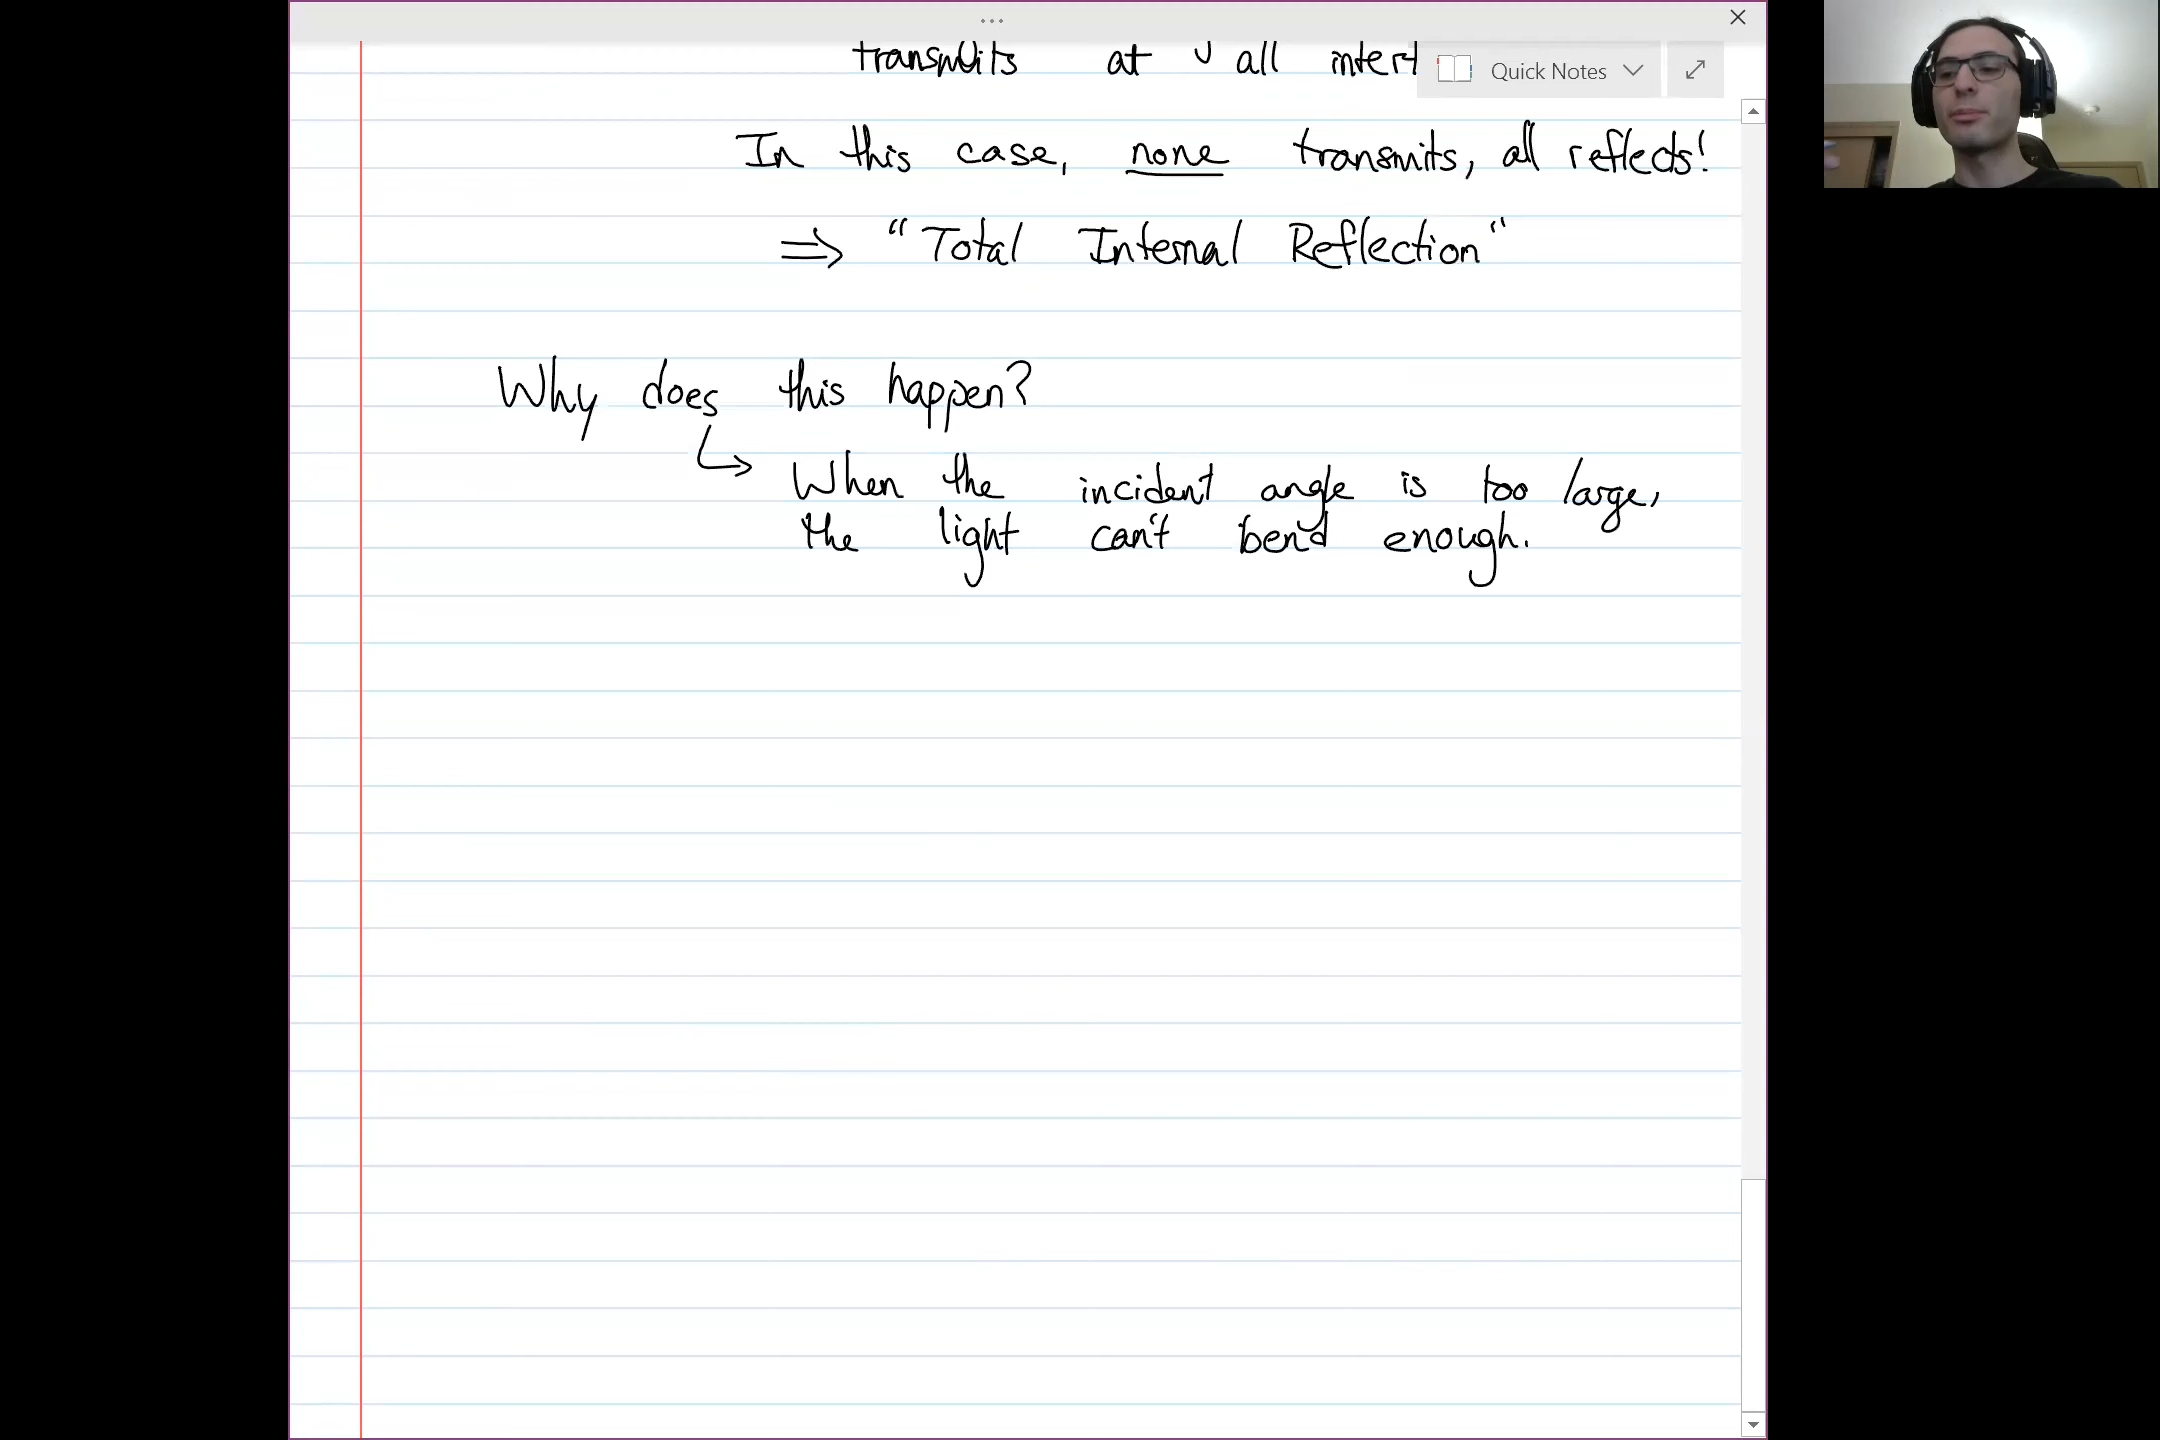 transmits at all
Quick Notes
In this case, none transmits, all reflects!
⇒ "Total Internal Reflection"
Why does this happen?
↳ When the incident angle is too large,
the light can't bend enough.